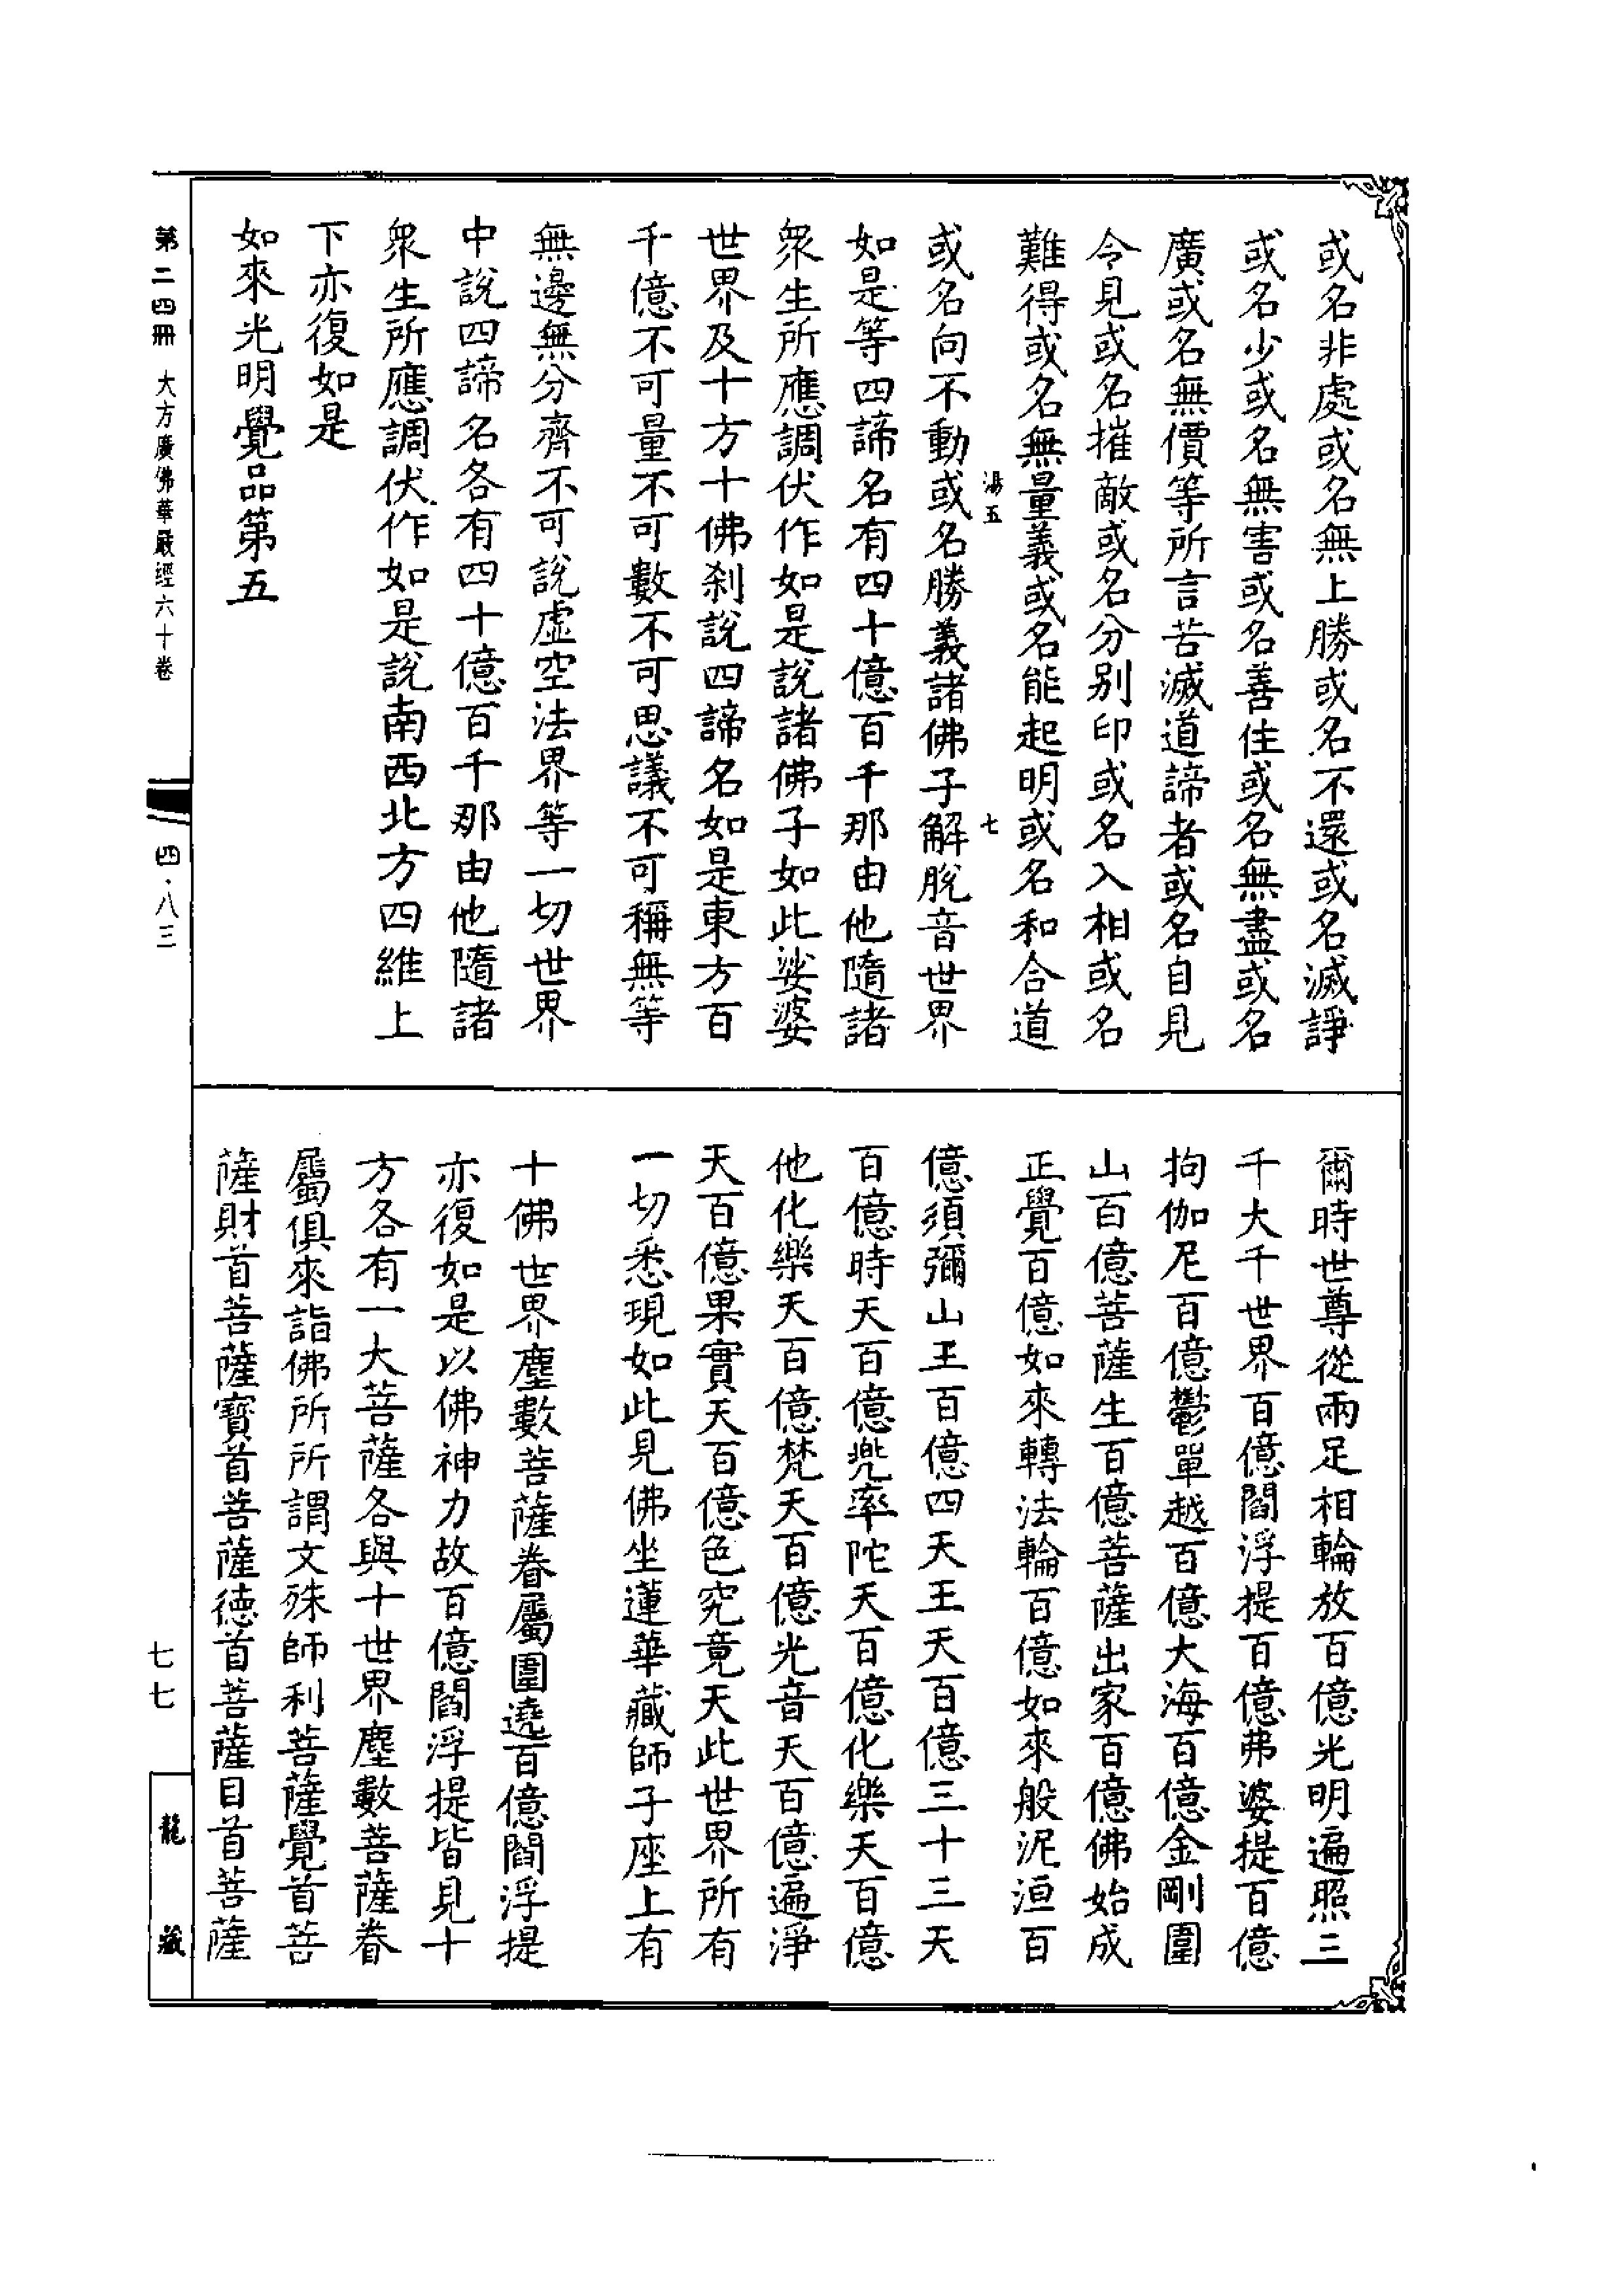 或名非處或名無上勝或名不還或名滅諍
或名少或名無害或名善住或名無盡或名
廣或名無價等所言苦滅道諦者或名自見
令見或名摧敵或名分別印或名入相或名
難得或名無量義或名能起明或名和合道
湯五 七
或名向不動或名勝義諸佛子解脫音世界
如是等四諦名有四十億百千那由他隨諸
眾生所應調伏作如是說諸佛子如此娑婆
世界及十方十佛剎說四諦名如是東方百
千億不可量不可數不可思議不可稱無等
無邊無分齊不可說虛空法界等一切世界
中說四諦名各有四十億百千那由他隨諸
眾生所應調伏作如是說南西北方四維上
下亦復如是
如來光明覺品第五
爾時世尊從兩足相輪放百億光明遍照三
千大千世界百億閻浮提百億弗婆提百億
拘伽尼百億鬱單越百億大海百億金剛圍
山百億菩薩生百億菩薩出家百億佛始成
正覺百億如來轉法輪百億如來般泥洹百
億須彌山王百億四天王天百億三十三天
百億時天百億兜率陀天百億化樂天百億
他化樂天百億梵天百億光音天百億遍淨
天百億果實天百億色究竟天此世界所有
一切悉現如此見佛坐蓮華藏師子座上有
十佛世界塵數菩薩眷屬圍遶百億閻浮提
亦復如是以佛神力故百億閻浮提皆見十
方各有一大菩薩各與十世界塵數菩薩眷
屬俱來詣佛所所謂文殊師利菩薩覺首菩
薩財首菩薩寶首菩薩德首菩薩目首菩薩
第二四冊 大方廣佛華嚴經六十卷 四·八三
七七 龍藏